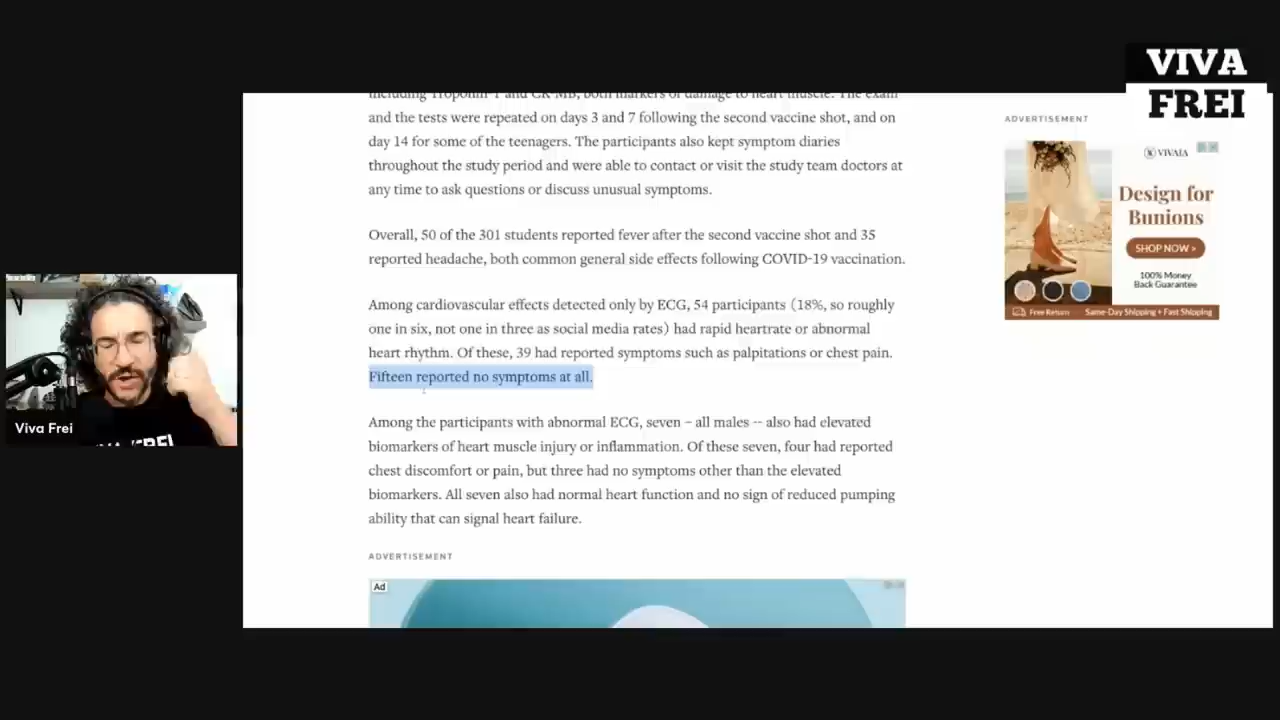 VIVA
FREI
including Troponin-T and CK-MB, both markers of damage to heart muscle. The exam
and the tests were repeated on days 3 and 7 following the second vaccine shot, and on
day 14 for some of the teenagers. The participants also kept symptom diaries
throughout the study period and were able to contact or visit the study team doctors at
any time to ask questions or discuss unusual symptoms.
Overall, 50 of the 301 students reported fever after the second vaccine shot and 35
reported headache, both common general side effects following COVID-19 vaccination.
Among cardiovascular effects detected only by ECG, 54 participants (18%, so roughly
one in six, not one in three as social media rates) had rapid heartrate or abnormal
heart rhythm. Of these, 39 had reported symptoms such as palpitations or chest pain.
Fifteen reported no symptoms at all.
Among the participants with abnormal ECG, seven – all males -- also had elevated
biomarkers of heart muscle injury or inflammation. Of these seven, four had reported
chest discomfort or pain, but three had no symptoms other than the elevated
biomarkers. All seven also had normal heart function and no sign of reduced pumping
ability that can signal heart failure.
ADVERTISEMENT
Ad
ADVERTISEMENT
VIVAIA
Design for
Bunions
SHOP NOW >
100% Money
Back Guarantee
Free Return
Same-Day Shipping + Fast Shipping
Viva Frei